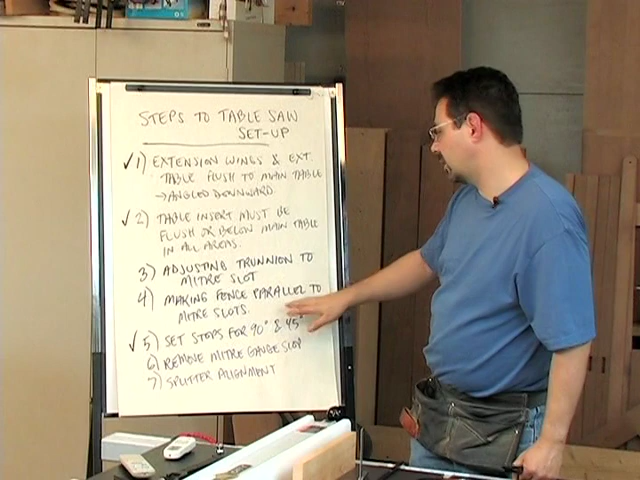 STEPS TO TABLE SAW
SET-UP
✓ 1) EXTENSION WINGS & EXT.
TABLE FLUSH TO MAIN TABLE
→ ANGLED DOWNWARD
✓ 2) TABLE INSERT MUST BE
FLUSH OR BELOW MAIN TABLE
IN ALL AREAS.
3) ADJUSTING TRUNNION TO
MITRE SLOT
4) MAKING FENCE PARALLEL TO
MITRE SLOTS.
✓ 5) SET STOPS FOR 90° & 45°
6) REMOVE MITRE GAUGE SLOP
7) SPLITTER ALIGNMENT